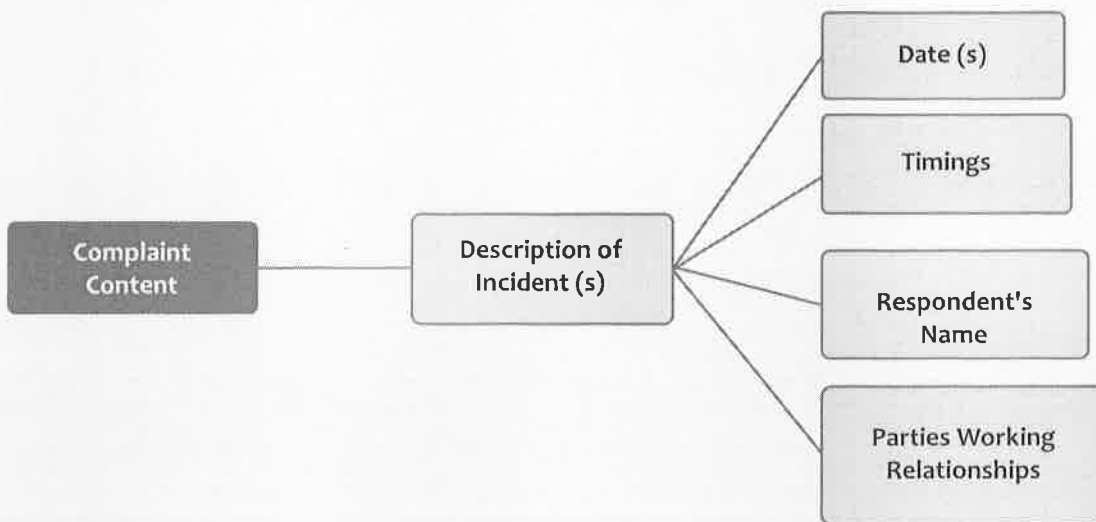 Complaint
Content
Description of
Incident (s)
Date (s)
Timings
Respondent's
Name
Parties Working
Relationships